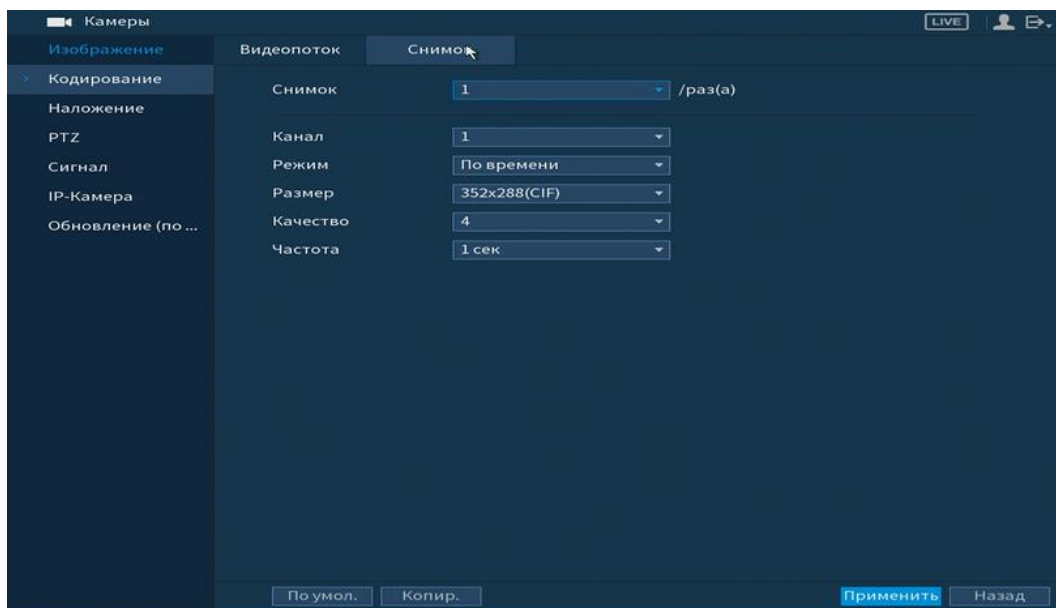 Камеры
LIVE
Изображение
Кодирование
Наложение
PTZ
Сигнал
IP-Камера
Обновление (по ...
Видеопоток
Снимок
Снимок 1 /раз(а)
Канал 1
Режим По времени
Размер 352x288(CIF)
Качество 4
Частота 1 сек
По умол. Копир. Применить Назад